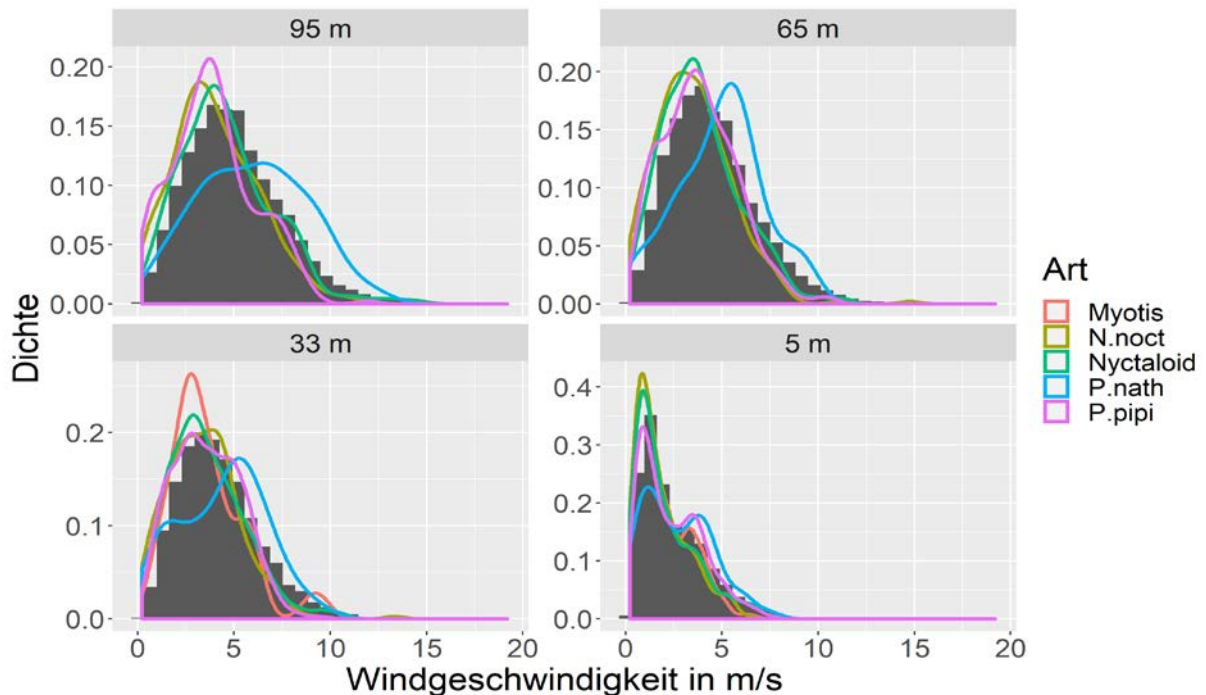 95 m
65 m
0.20
0.15
0.10
0.05
0.00
0.20
0.15
0.10
0.05
0.00
33 m
5 m
0.2
0.1
0.0
0.4
0.3
0.2
0.1
0.0
0 5 10 15 20
0 5 10 15 20
Dichte
Windgeschwindigkeit in m/s
Art
Myotis
N.noct
Nyctaloid
P.nath
P.pipi